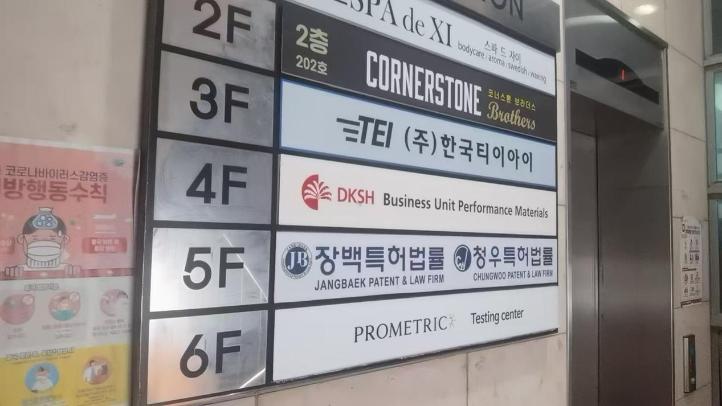 2F
ESPA de XI
스파 드 자이
bodycare / aroma / swedish / waxing
2층
202호
CORNERSTONE
코너스톤 브라더스
Brothers
3F
TEI (주)한국티이아이
4F
DKSH Business Unit Performance Materials
5F
JB 장백특허법률
JANGBAEK PATENT & LAW FIRM
청우특허법률
CHUNGWOO PATENT & LAW FIRM
6F
PROMETRIC Testing center
코로나바이러스감염증
방행동수칙